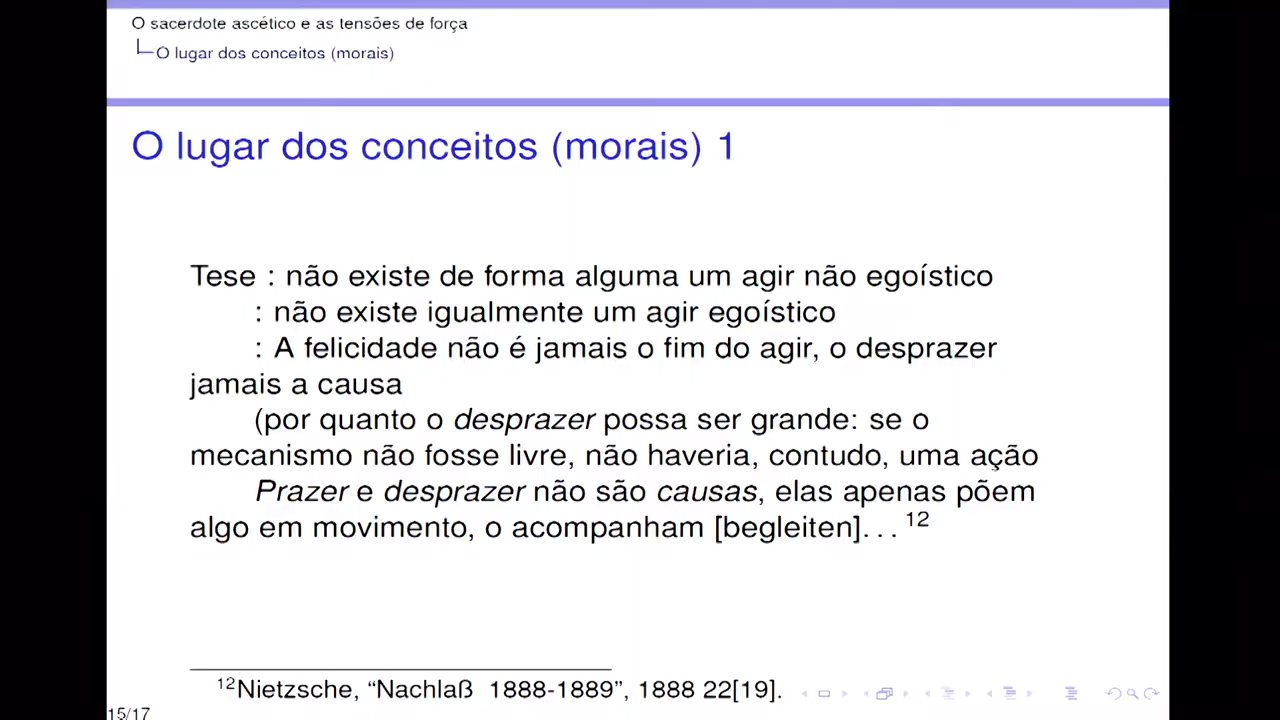 O sacerdote ascético e as tensões de força
O lugar dos conceitos (morais)
O lugar dos conceitos (morais) 1
Tese : não existe de forma alguma um agir não egoístico
: não existe igualmente um agir egoístico
: A felicidade não é jamais o fim do agir, o desprazer
jamais a causa
(por quanto o desprazer possa ser grande: se o
mecanismo não fosse livre, não haveria, contudo, uma ação
Prazer e desprazer não são causas, elas apenas põem
algo em movimento, o acompanham [begleiten]. . . 12
12Nietzsche, “Nachlaß 1888-1889”, 1888 22[19].
15/17